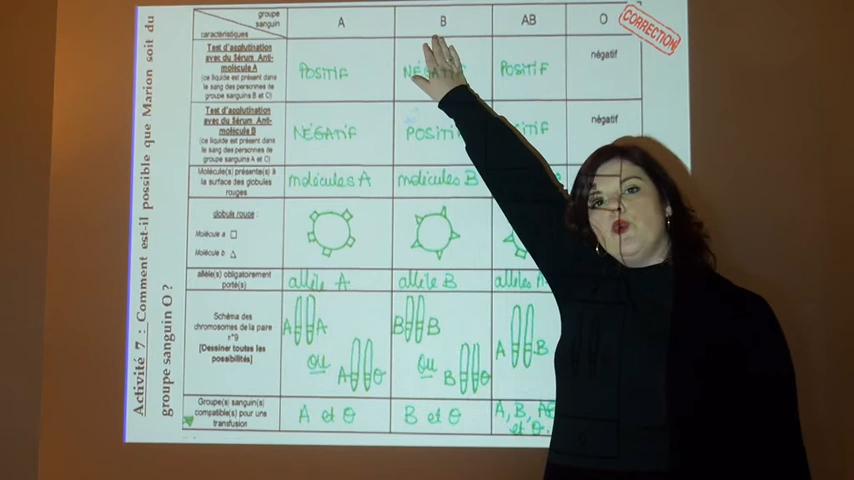 Activité 7 : Comment est-il possible que Marion soit du
groupe sanguin O ?
groupe
sanguin
caractéristiques
A
B
AB
O
CORRECTION
Test d'agglutination
avec du Sérum Anti-
molécule A
(ce liquide est présent dans
le sang des personnes de
groupe sanguins B et O)
POSITIF
NÉGATIF
POSITIF
négatif
Test d'agglutination
avec du Sérum Anti-
molécule B
(ce liquide est présent dans
le sang des personnes de
groupe sanguins A et O)
NÉGATIF
POSITIF
négatif
Molécule(s) présente(s) à
la surface des globules
rouges
molécules A
molécules B
globule rouge :
Molécule a
Molécule b
allèle(s) obligatoirement
porté(s)
allèle A
allèle B
allèles A
Schéma des
chromosomes de la paire
n°9
[Dessiner toutes les
possibilités]
A A
ou
A O
B B
ou
B O
A B
Groupe(s) sanguin(s)
compatible(s) pour une
transfusion
A et O
B et O
A, B, AB
et O.